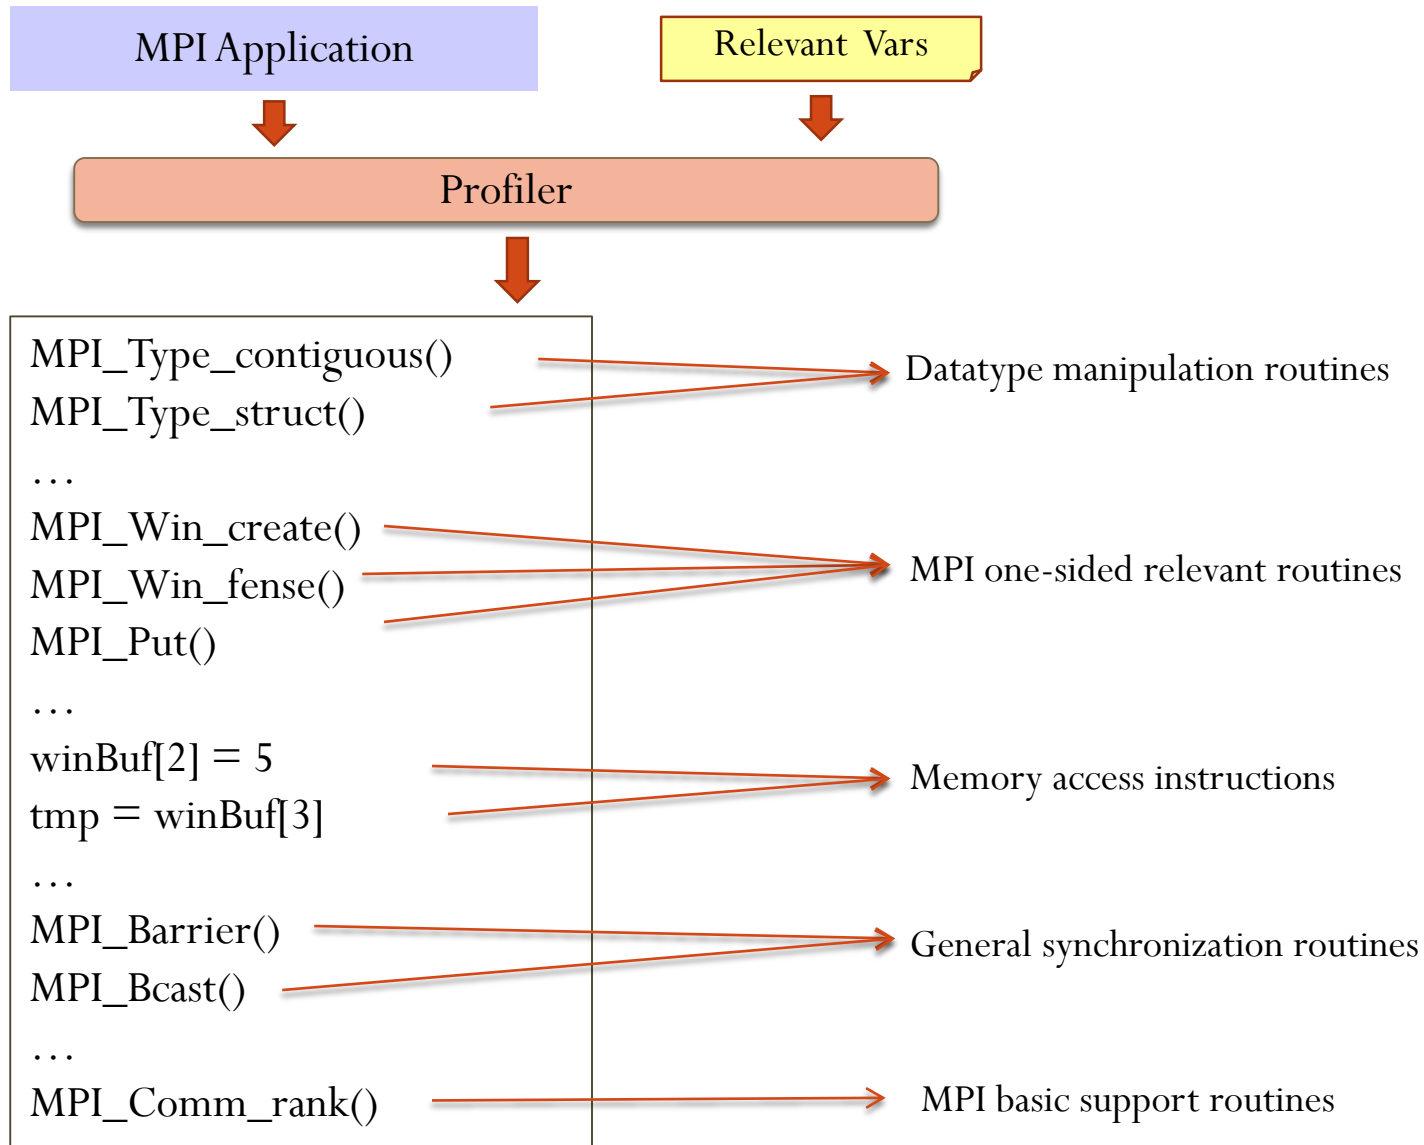 MPI Application
Relevant Vars
Profiler
MPI_Type_contiguous()
MPI_Type_struct()
Datatype manipulation routines
…
MPI_Win_create()
MPI_Win_fense()
MPI_Put()
MPI one-sided relevant routines
…
winBuf[2] = 5
tmp = winBuf[3]
Memory access instructions
…
MPI_Barrier()
MPI_Bcast()
General synchronization routines
…
MPI_Comm_rank()
MPI basic support routines